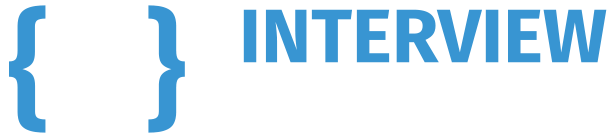 { } INTERVIEW